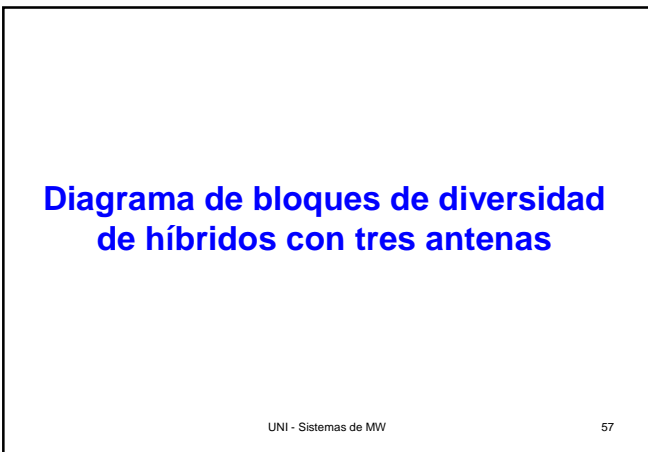 Diagrama de bloques de diversidad
de híbridos con tres antenas
UNI - Sistemas de MW
57